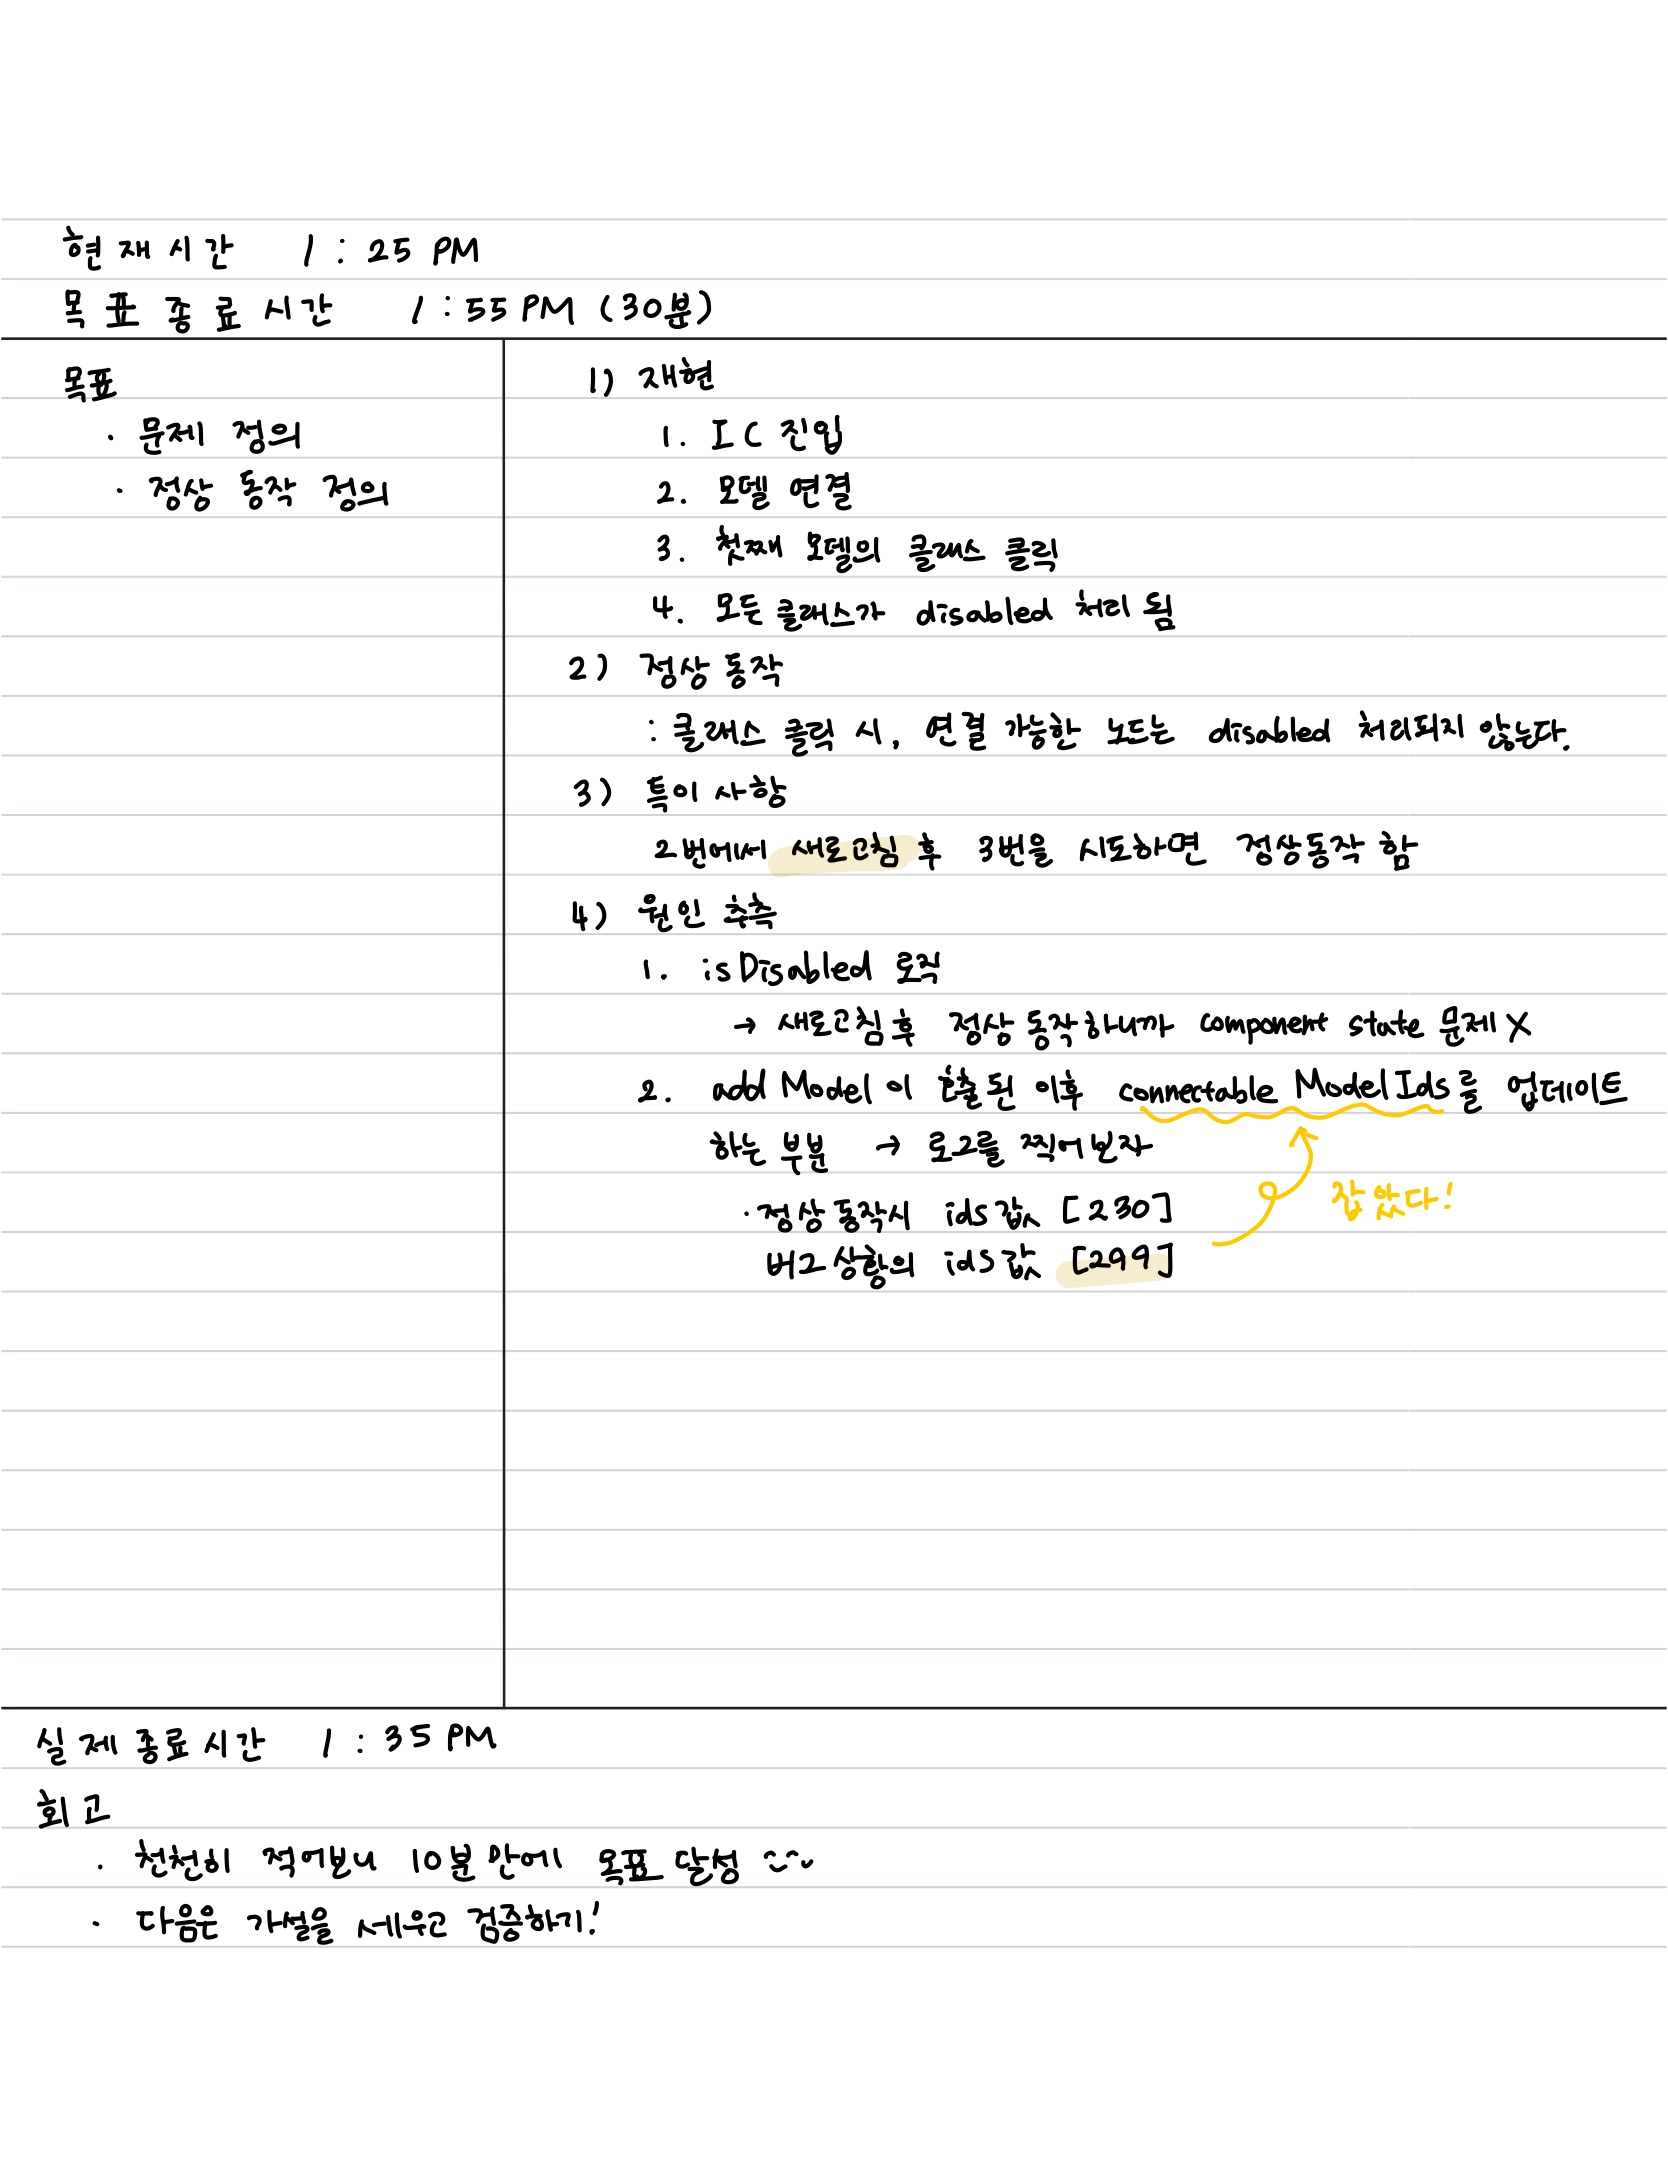 현재시간 1 : 25 PM
목표 종료 시간 1 : 55 PM (30분)
목표
· 문제 정의
· 정상 동작 정의
1) 재현
1. IC 진입
2. 모델 연결
3. 첫째 모델의 클래스 클릭
4. 모든 클래스가 disabled 처리 됨
2) 정상 동작
: 클래스 클릭 시, 연결 가능한 노드는 disabled 처리되지 않는다.
3) 특이 사항
2번에서 새로고침 후 3번을 시도하면 정상동작 함
4) 원인 추측
1. isDisabled 로직
→ 새로고침 후 정상 동작하니까 component state 문제 X
2. add Model 이 호출된 이후 connectable Model Ids를 업데이트
하는 부분 → 로그를 찍어보자
· 정상 동작시 ids 값 [230]
잡았다!
버그 상황의 ids 값 [299]
실제 종료 시간 1 : 35 PM
회고
· 천천히 적어보니 10분 만에 목표 달성
· 다음은 가설을 세우고 검증하기!